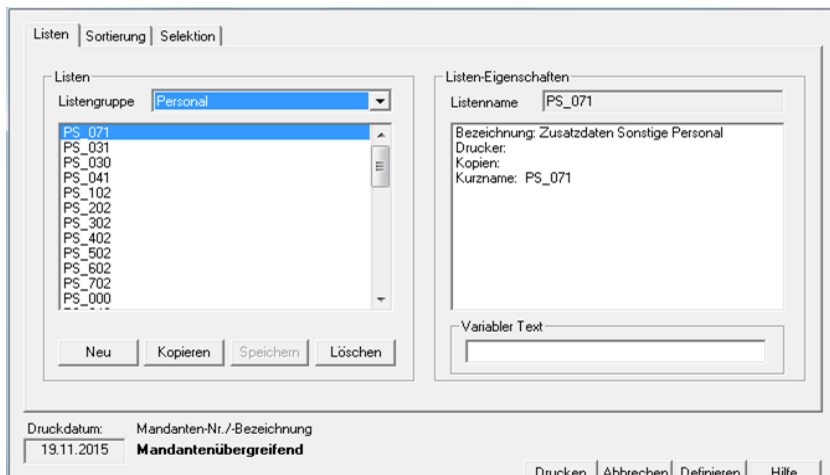 Listen Sortierung Selektion
Listen
Listengruppe Personal
PS_071
PS_031
PS_030
PS_041
PS_102
PS_202
PS_302
PS_402
PS_502
PS_602
PS_702
PS_000
Neu Kopieren Speichern Löschen
Listen-Eigenschaften
Listenname PS_071
Bezeichnung: Zusatzdaten Sonstige Personal
Drucker:
Kopien:
Kurzname: PS_071
Variabler Text
Druckdatum: Mandanten-Nr./-Bezeichnung
19.11.2015 Mandantenübergreifend
Drucken Abbrechen Definieren Hilfe